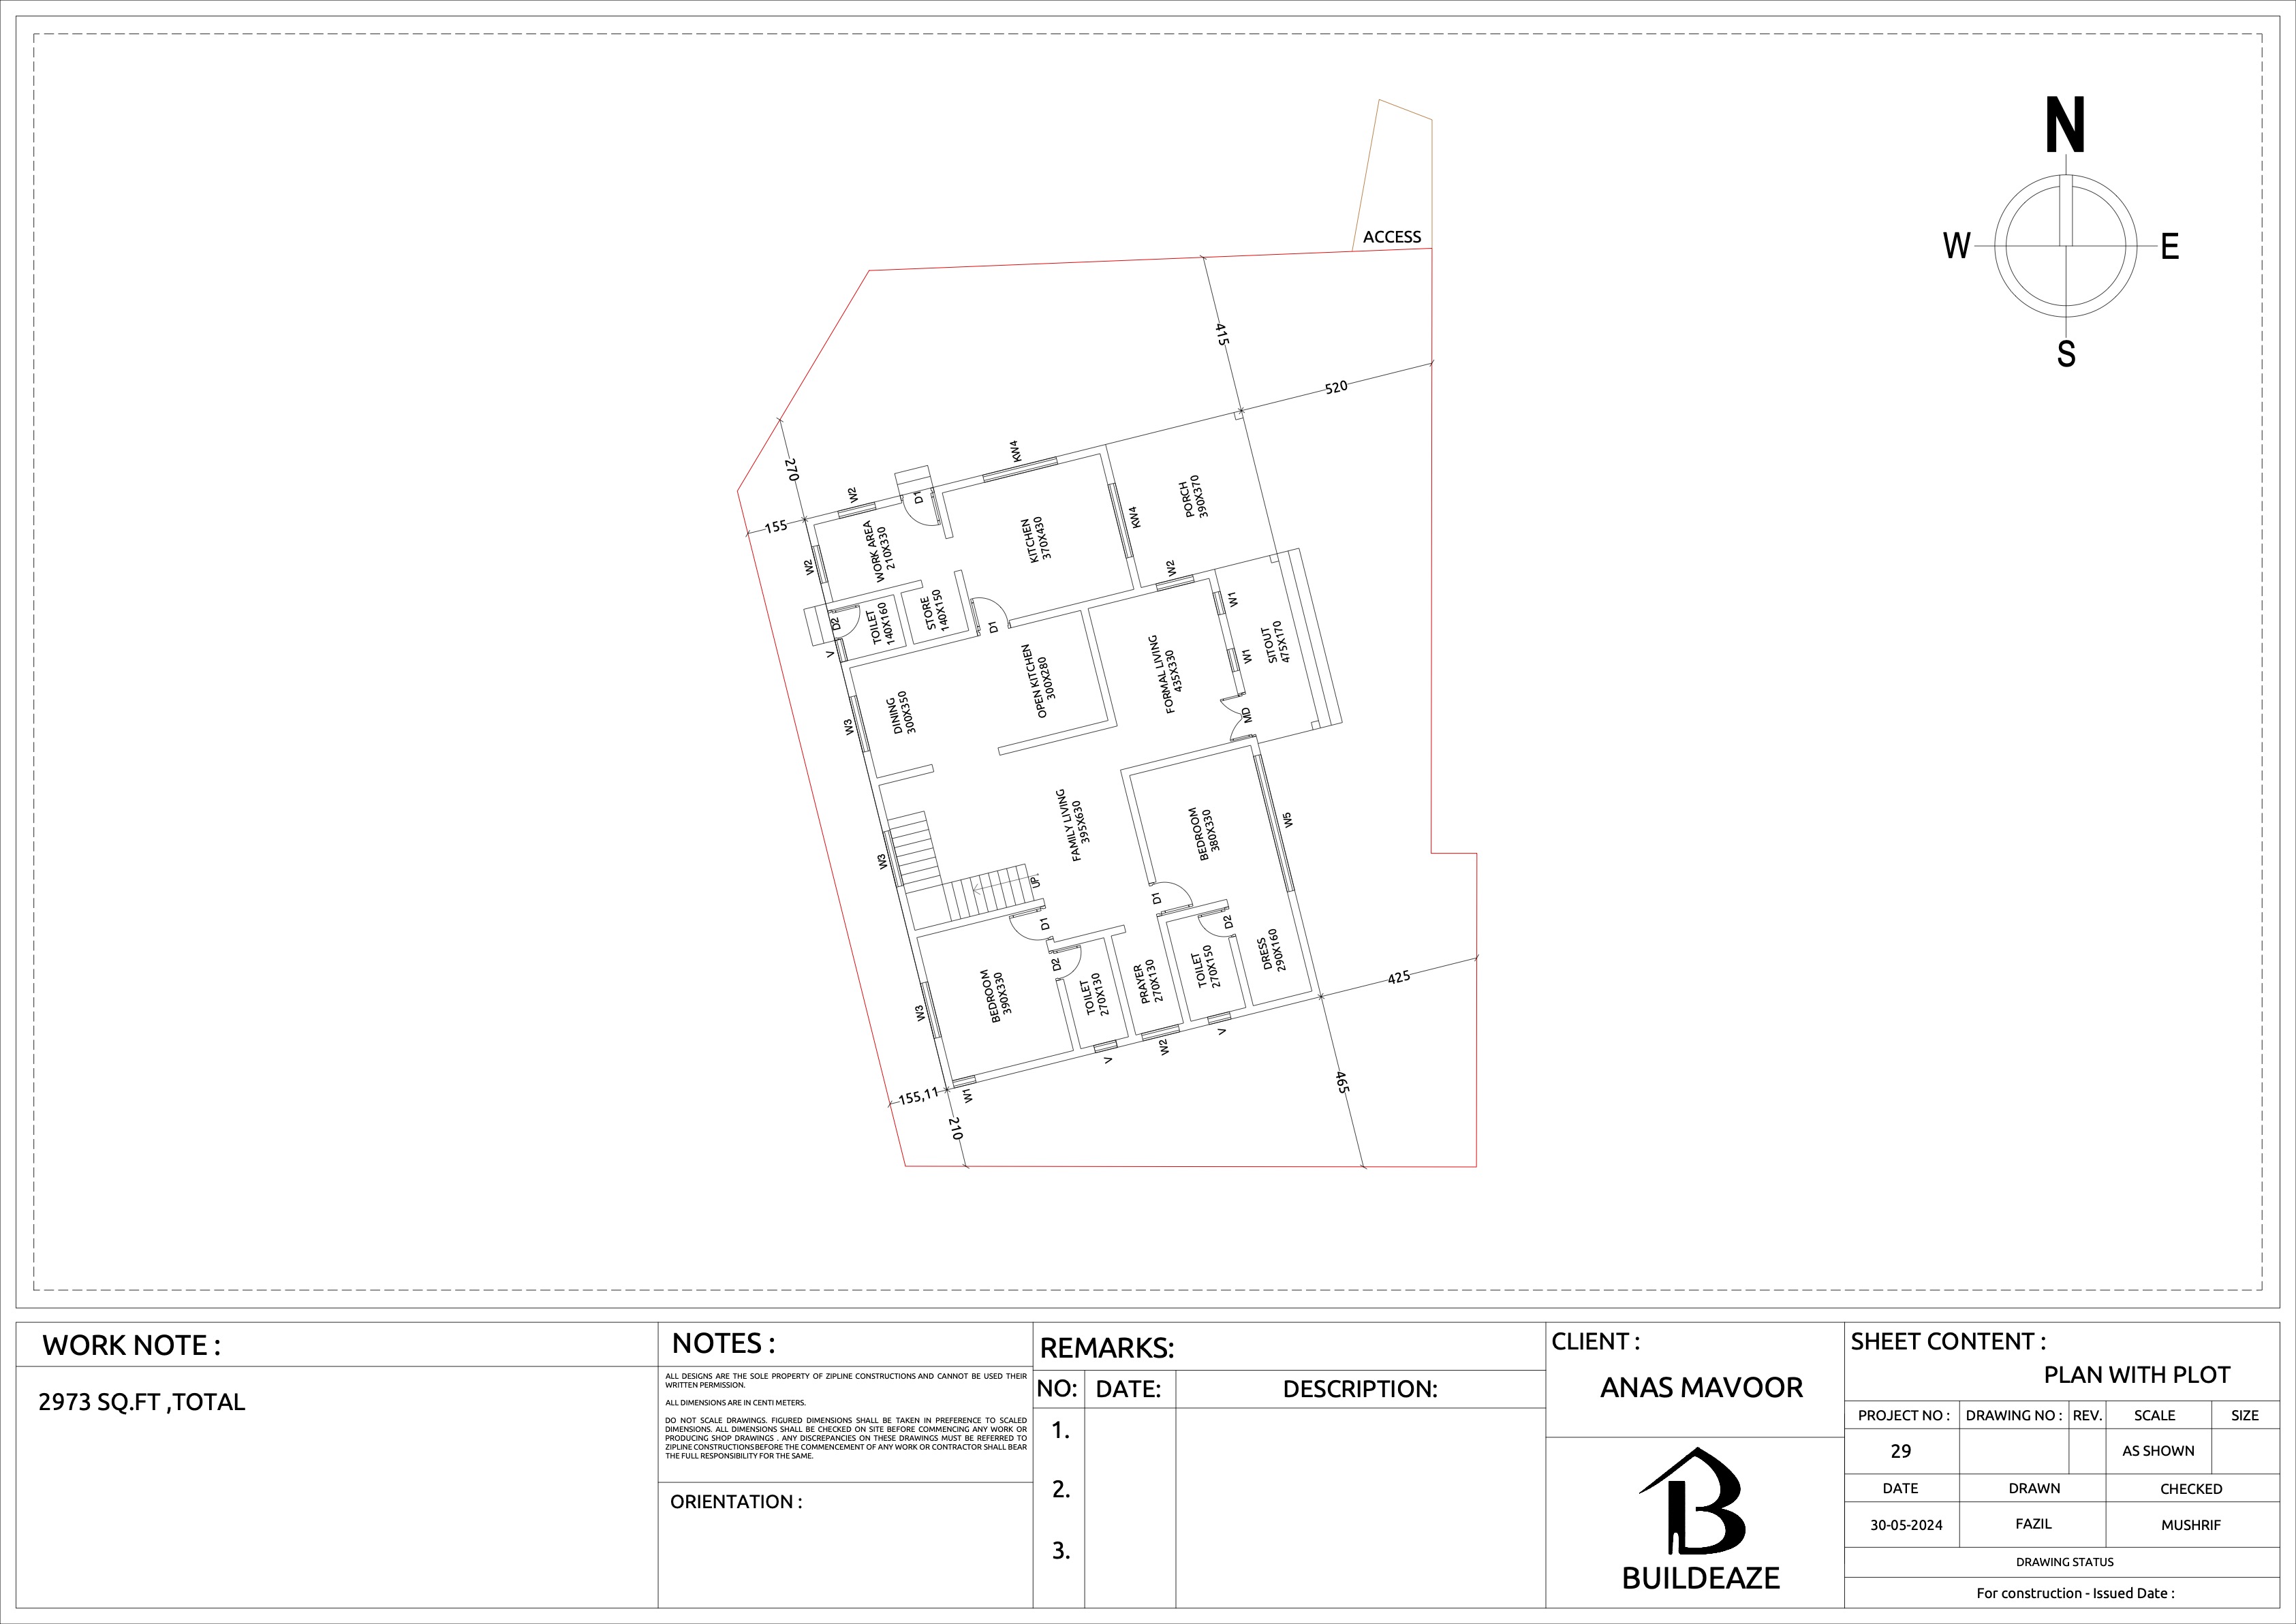 N
W
E
S
ACCESS
415
520
270
155
KW4
W2
D1
PORCH
390X370
KW4
KITCHEN
370X430
WORK AREA
210X330
W2
W2
W1
D2
TOILET
140X160
STORE
140X150
D1
V
SITOUT
475X170
W1
FORMAL LIVING
435X330
OPEN KITCHEN
300X280
DINING
300X350
W3
MD
FAMILY LIVING
395X630
BEDROOM
380X330
W5
W3
UP
D1
D1
D2
D2
DRESS
290X160
TOILET
270X150
PRAYER
270X130
TOILET
270X130
BEDROOM
390X330
W3
425
V
W2
V
W1
155,11
210
465
WORK NOTE :
2973 SQ.FT ,TOTAL
NOTES :
ALL DESIGNS ARE THE SOLE PROPERTY OF ZIPLINE CONSTRUCTIONS AND CANNOT BE USED THEIR
WRITTEN PERMISSION.
ALL DIMENSIONS ARE IN CENTI METERS.
DO NOT SCALE DRAWINGS. FIGURED DIMENSIONS SHALL BE TAKEN IN PREFERENCE TO SCALED
DIMENSIONS. ALL DIMENSIONS SHALL BE CHECKED ON SITE BEFORE COMMENCING ANY WORK OR
PRODUCING SHOP DRAWINGS . ANY DISCREPANCIES ON THESE DRAWINGS MUST BE REFERRED TO
ZIPLINE CONSTRUCTIONS BEFORE THE COMMENCEMENT OF ANY WORK OR CONTRACTOR SHALL BEAR
THE FULL RESPONSIBILITY FOR THE SAME.
ORIENTATION :
REMARKS:
NO: DATE: DESCRIPTION:
1.
2.
3.
CLIENT :
ANAS MAVOOR
BUILDEAZE
SHEET CONTENT :
PLAN WITH PLOT
PROJECT NO : DRAWING NO : REV. SCALE SIZE
29 AS SHOWN
DATE DRAWN CHECKED
30-05-2024 FAZIL MUSHRIF
DRAWING STATUS
For construction - Issued Date :